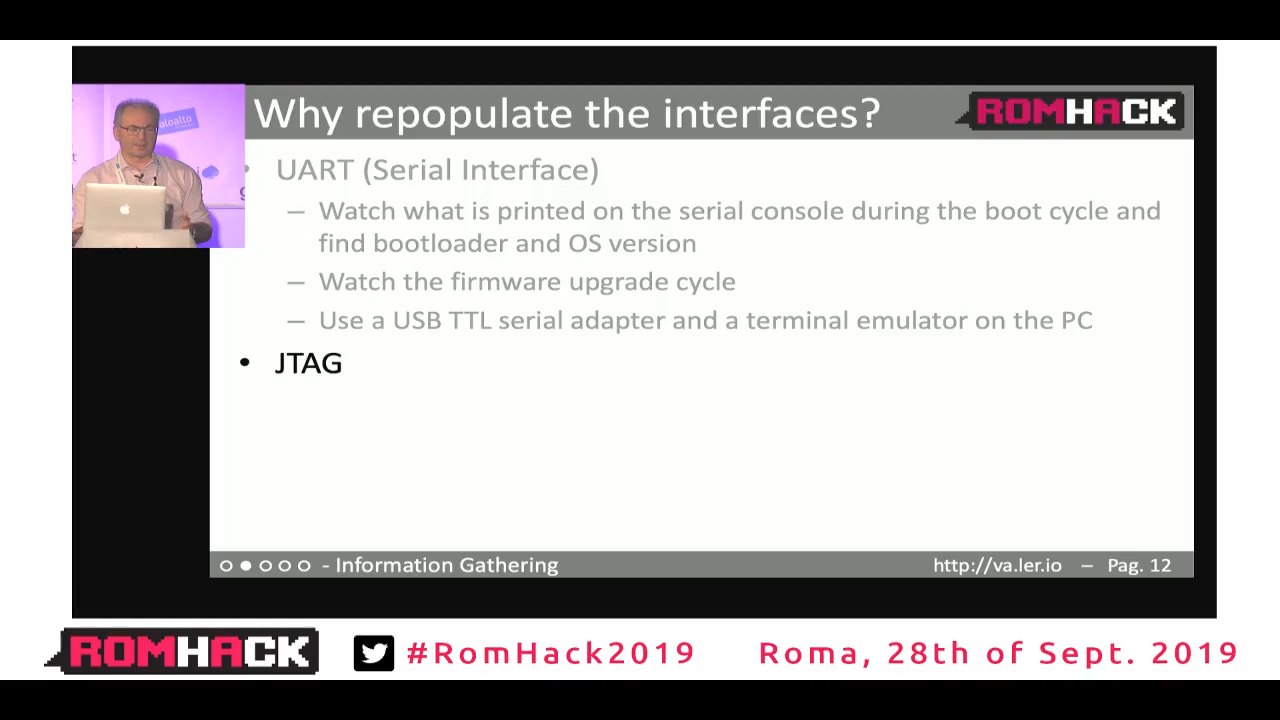 Why repopulate the interfaces?
ROMHACK
• UART (Serial Interface)
– Watch what is printed on the serial console during the boot cycle and
find bootloader and OS version
– Watch the firmware upgrade cycle
– Use a USB TTL serial adapter and a terminal emulator on the PC
• JTAG
- Information Gathering
http://va.ler.io – Pag. 12
ROMHACK
#RomHack2019
Roma, 28th of Sept. 2019